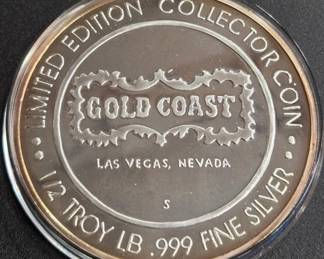 LIMITED EDITION COLLECTOR COIN
GOLD COAST
LAS VEGAS, NEVADA
S
1/2 TROY LB .999 FINE SILVER